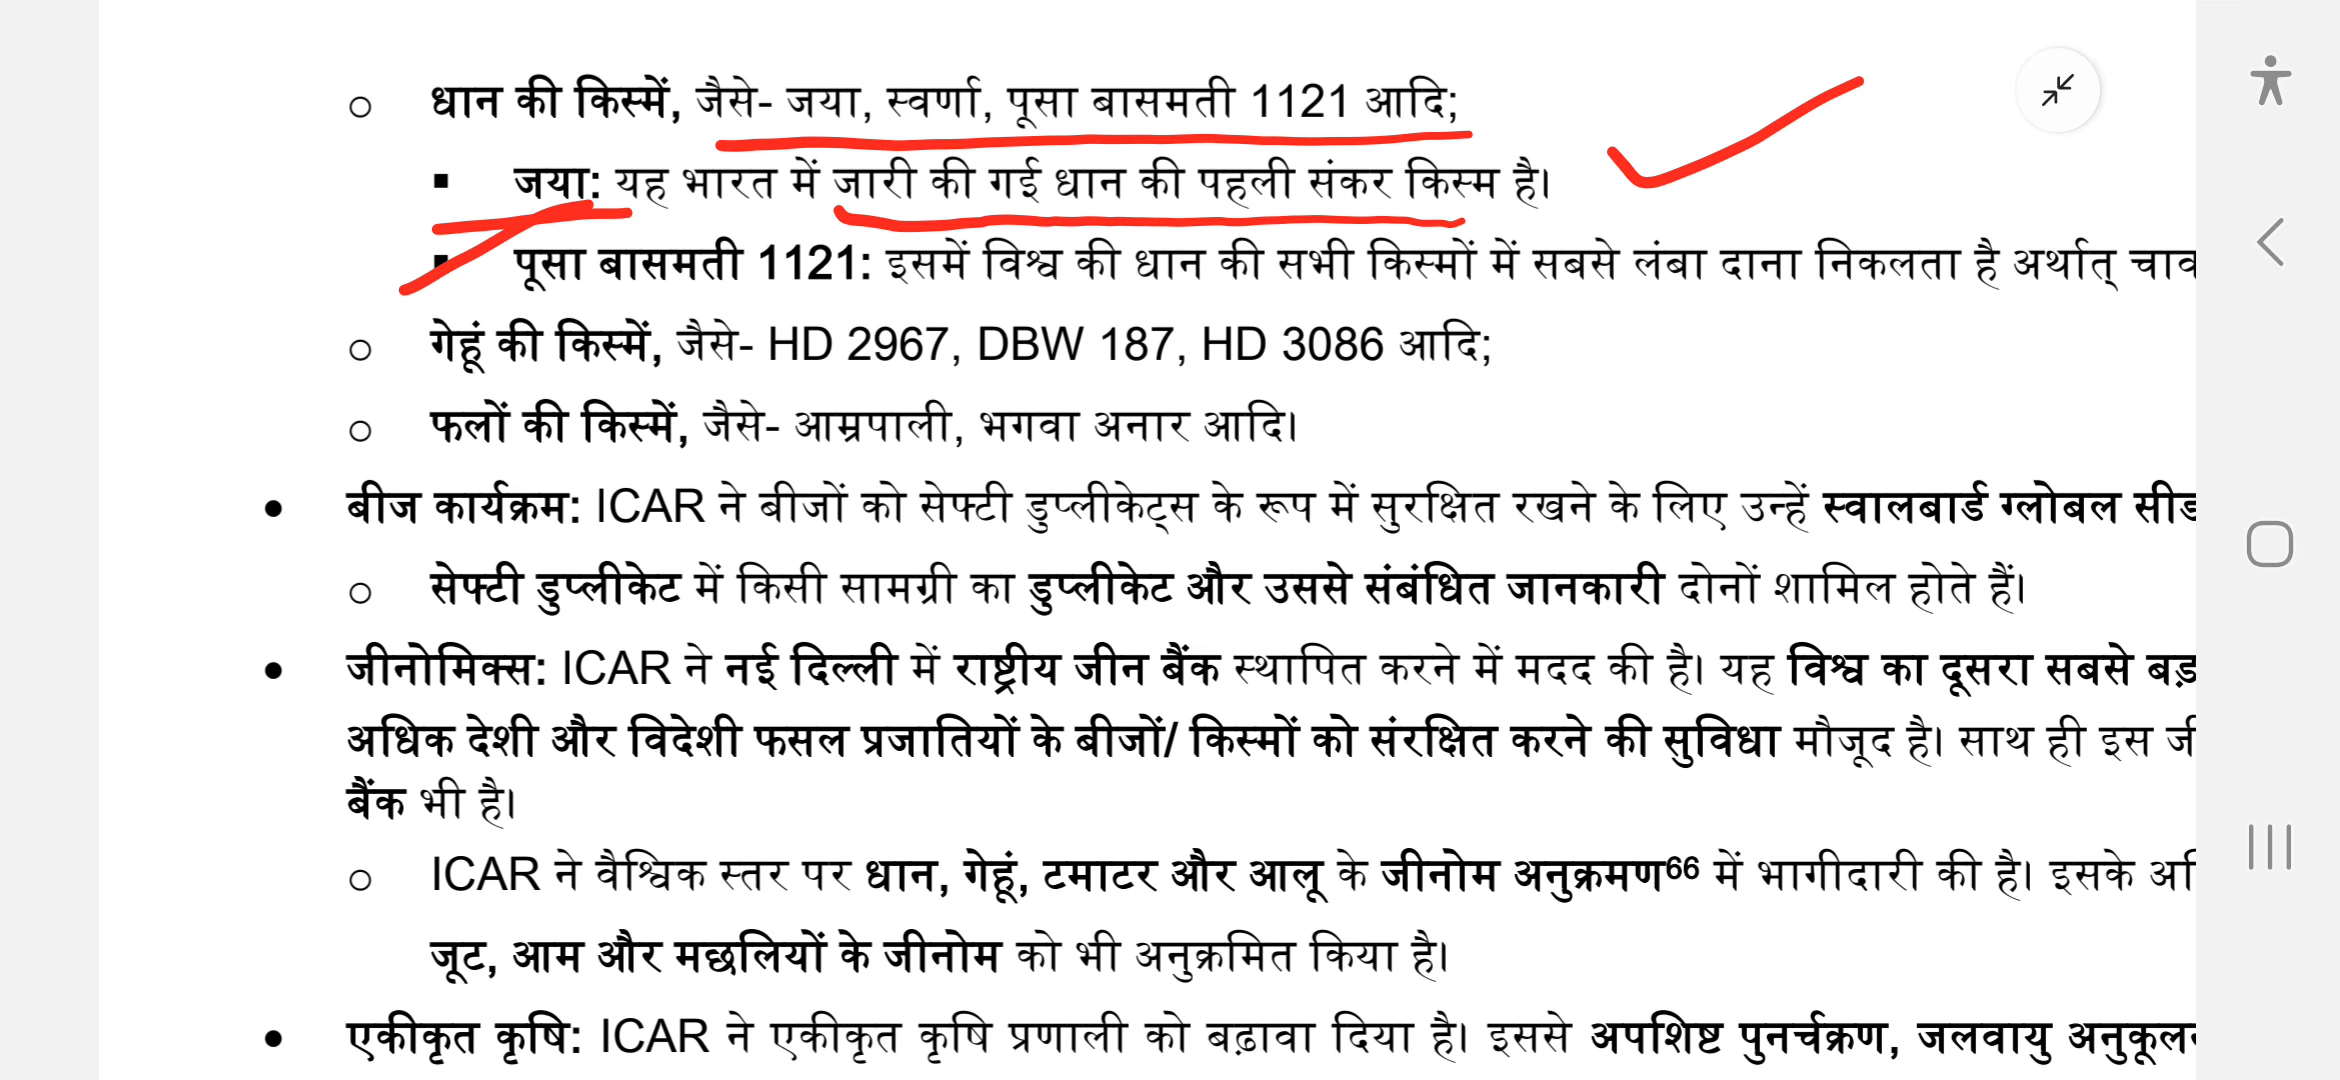 ○ धान की किस्में, जैसे- जया, स्वर्णा, पूसा बासमती 1121 आदि;
▪ जया: यह भारत में जारी की गई धान की पहली संकर किस्म है।
▪ पूसा बासमती 1121: इसमें विश्व की धान की सभी किस्मों में सबसे लंबा दाना निकलता है अर्थात्
○ गेहूं की किस्में, जैसे- HD 2967, DBW 187, HD 3086 आदि;
○ फलों की किस्में, जैसे- आम्रपाली, भगवा अनार आदि।
● बीज कार्यक्रम: ICAR ने बीजों को सेफ्टी डुप्लीकेट्स के रूप में सुरक्षित रखने के लिए उन्हें स्वालबार्ड ग्लोबल
○ सेफ्टी डुप्लीकेट में किसी सामग्री का डुप्लीकेट और उससे संबंधित जानकारी दोनों शामिल होते हैं।
● जीनोमिक्स: ICAR ने नई दिल्ली में राष्ट्रीय जीन बैंक स्थापित करने में मदद की है। यह विश्व का दूसरा सबसे
अधिक देशी और विदेशी फसल प्रजातियों के बीजों/ किस्मों को संरक्षित करने की सुविधा मौजूद है। साथ ही इस
बैंक भी है।
○ ICAR ने वैश्विक स्तर पर धान, गेहूं, टमाटर और आलू के जीनोम अनुक्रमण⁶⁶ में भागीदारी की है। इसके
जूट, आम और मछलियों के जीनोम को भी अनुक्रमित किया है।
● एकीकृत कृषि: ICAR ने एकीकृत कृषि प्रणाली को बढ़ावा दिया है। इससे अपशिष्ट पुनर्चक्रण, जलवायु